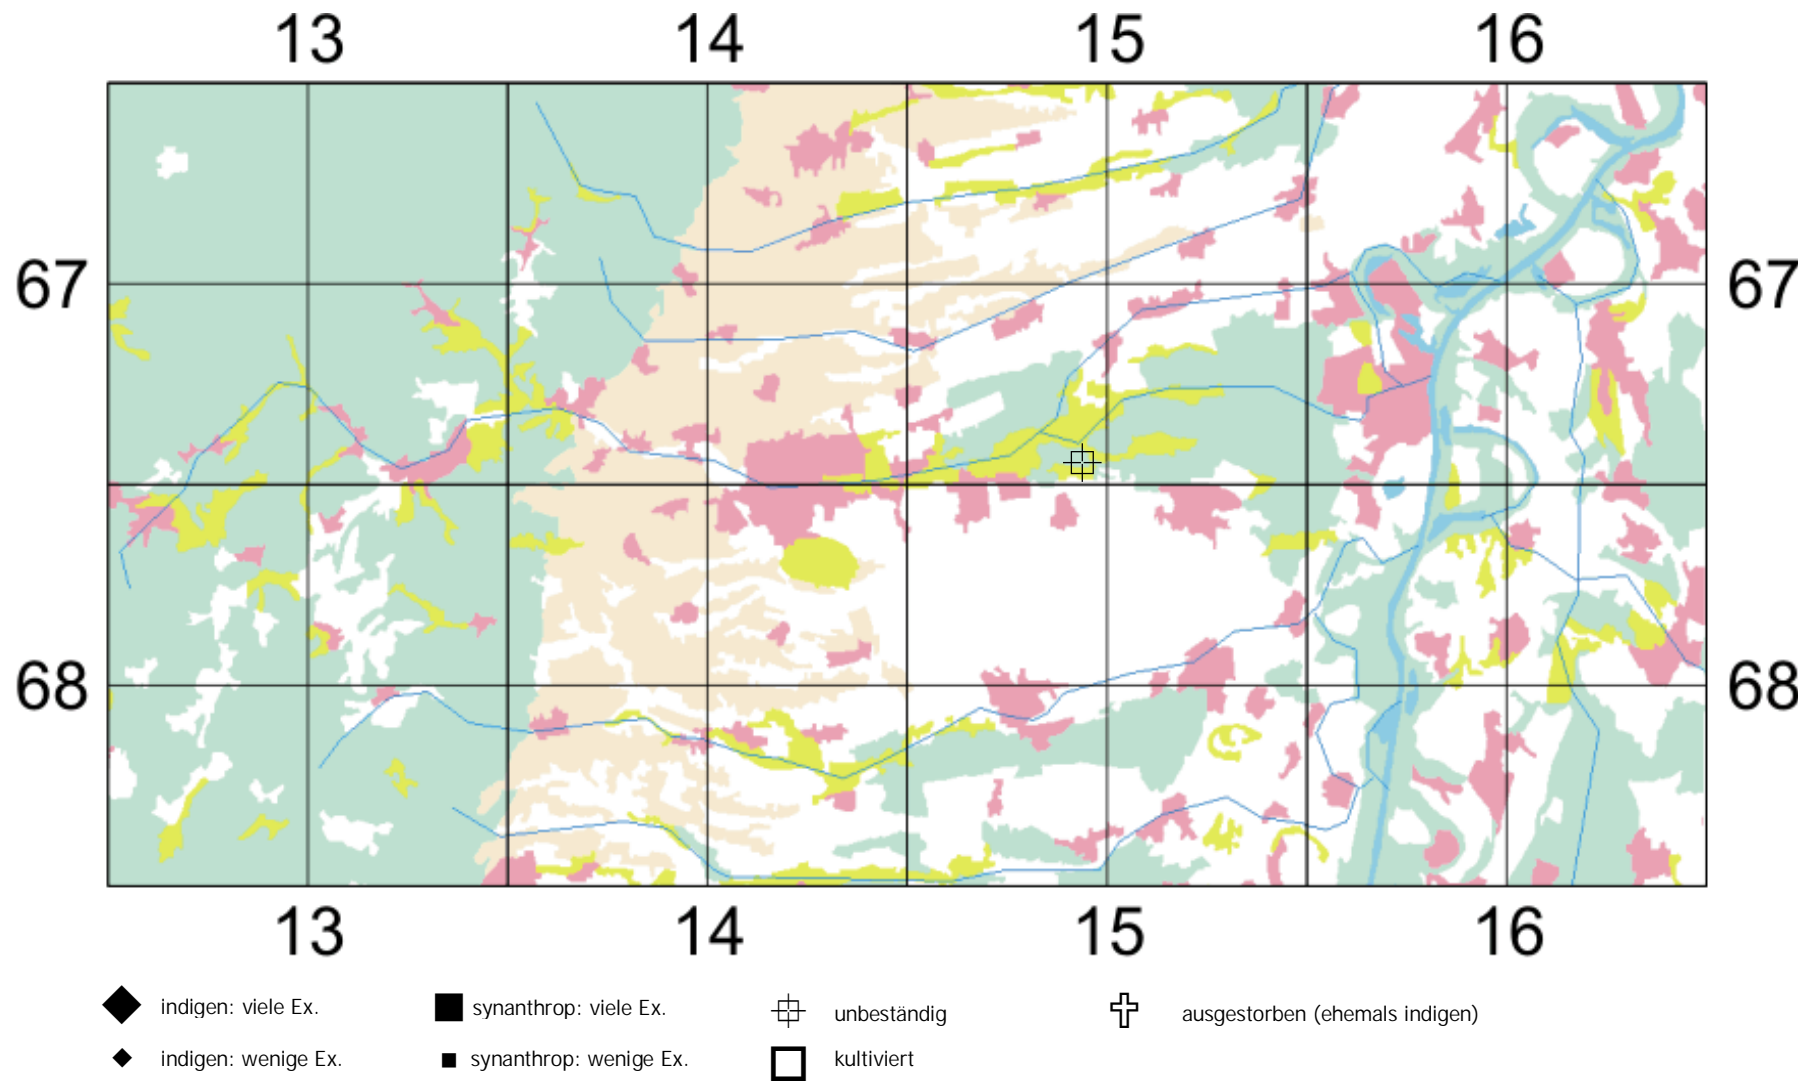 13 14 15 16
67 67
68 68
13 14 15 16
indigen: viele Ex. synanthrop: viele Ex. unbeständig ausgestorben (ehemals indigen)
indigen: wenige Ex. synanthrop: wenige Ex. kultiviert